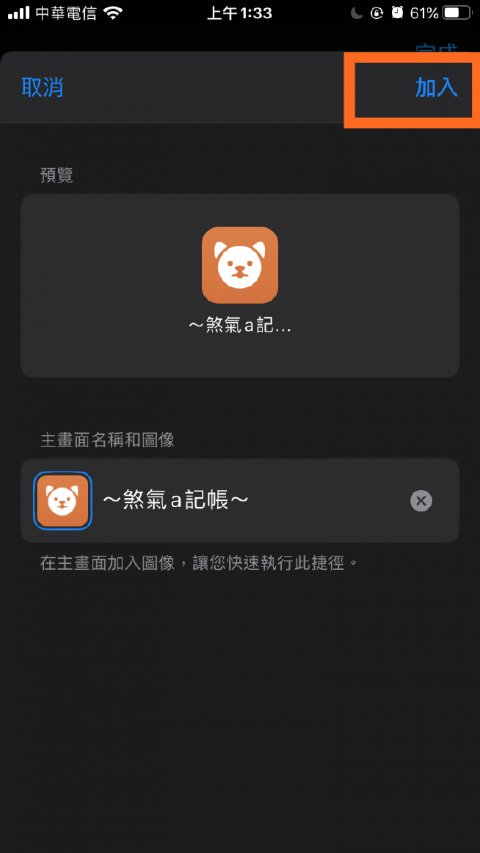 中華電信 上午1:33 61%
完成
取消 加入
預覽
～煞氣a記...
主畫面名稱和圖像
～煞氣a記帳～
在主畫面加入圖像，讓您快速執行此捷徑。